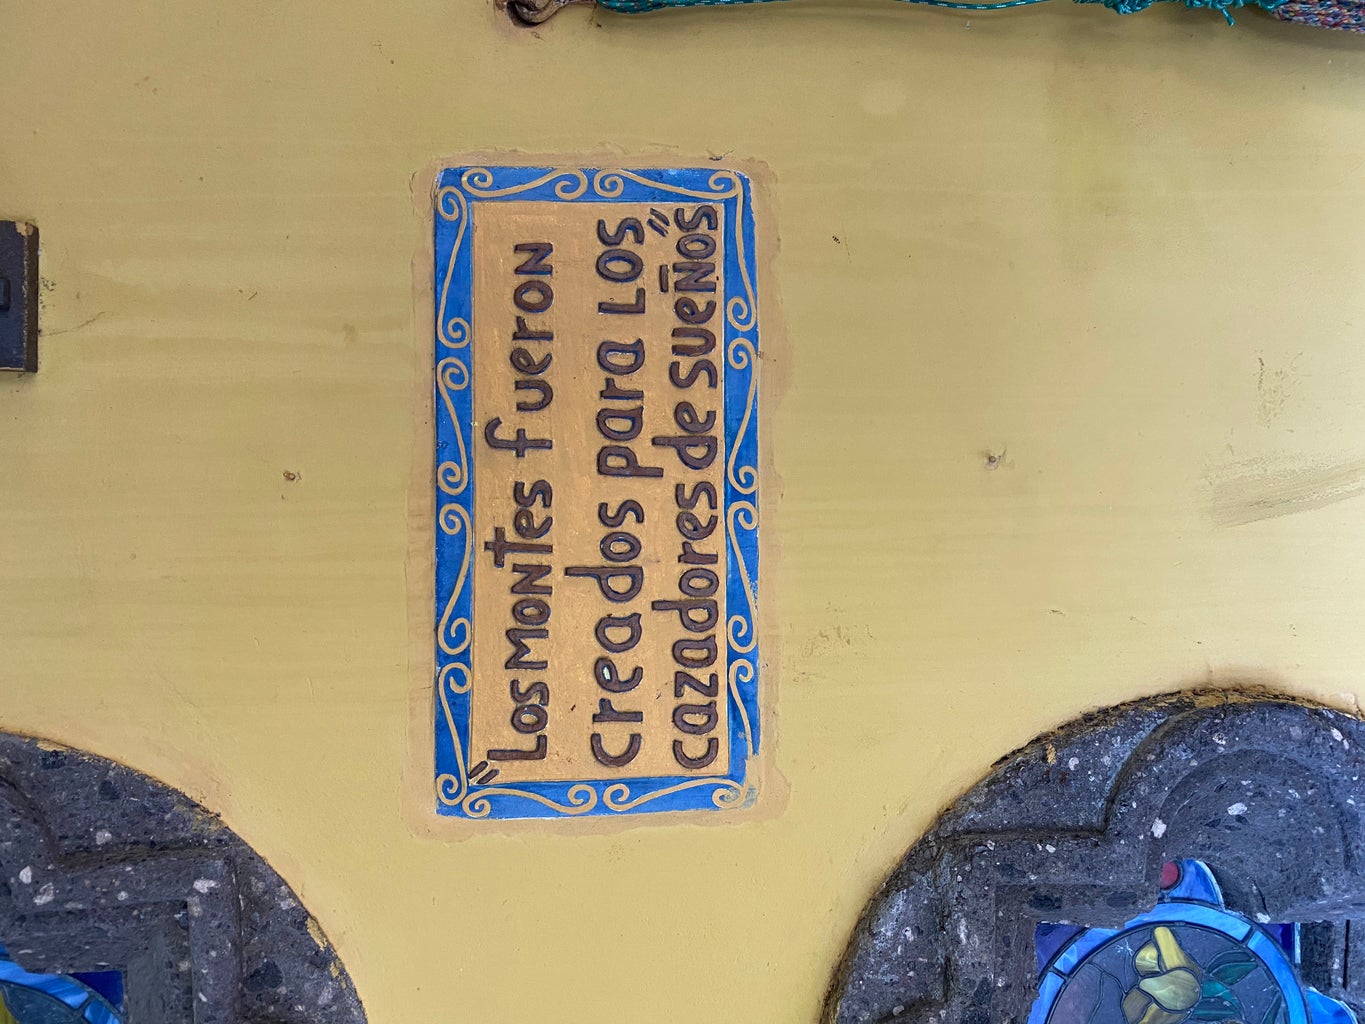 "Los montes fueron
Creados para los
cazadores de sueños"